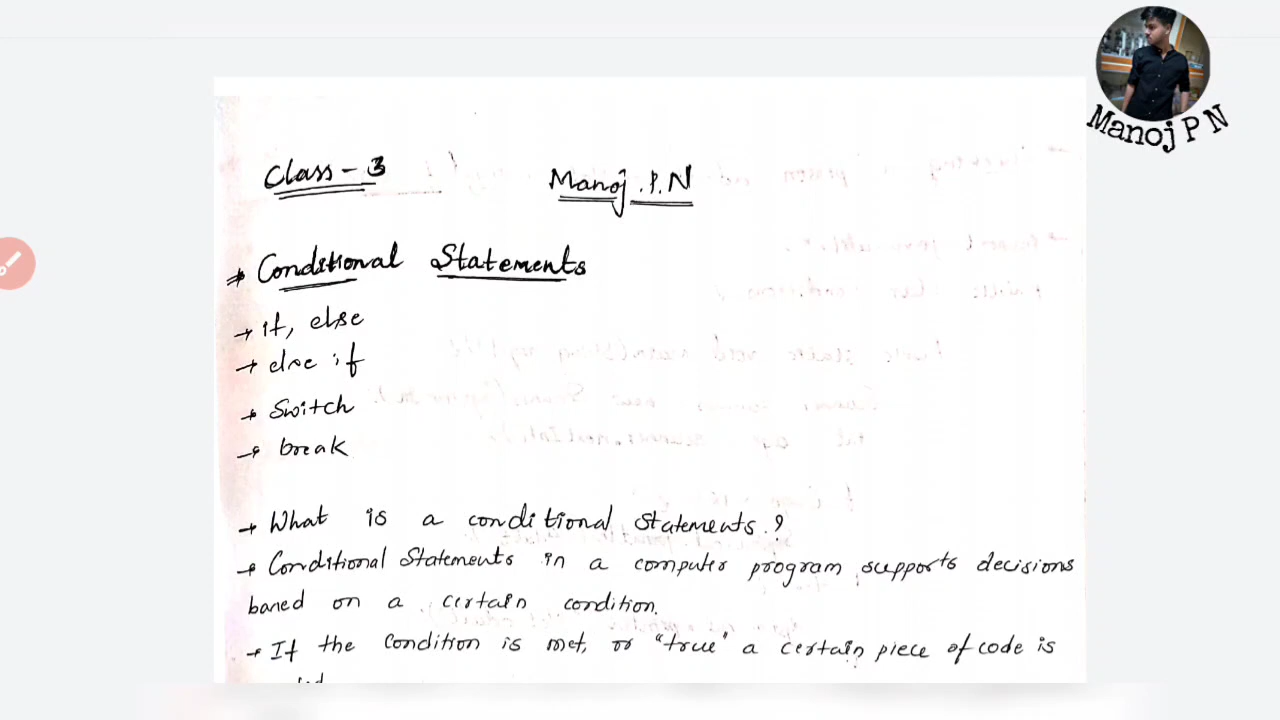 Manoj P N
Class - 3
Manoj .P.N
⇒ Conditional Statements
→ if, else
→ else if
→ Switch
→ break
→ What is a conditional statements.?
→ Conditional Statements in a computer program supports decisions
based on a certain condition.
→ If the condition is met, or "true" a certain piece of code is